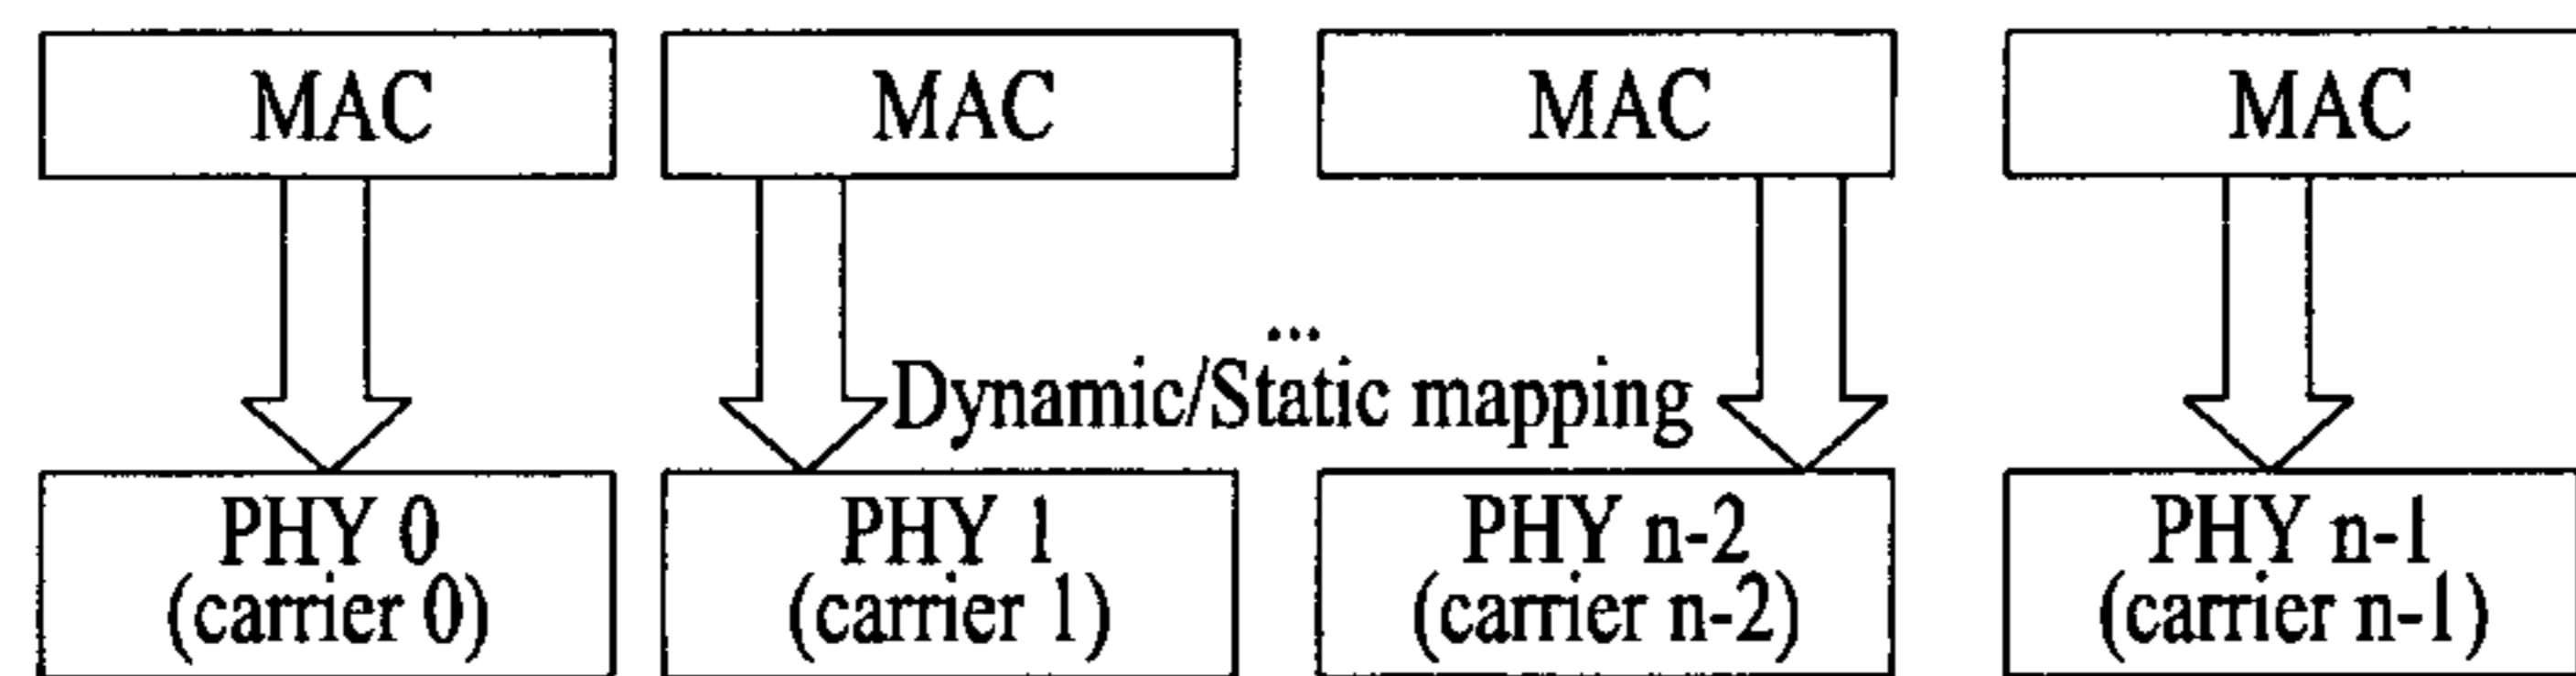 MAC
MAC
MAC
MAC
...
Dynamic/Static mapping
PHY 0
(carrier 0)
PHY 1
(carrier 1)
PHY n-2
(carrier n-2)
PHY n-1
(carrier n-1)